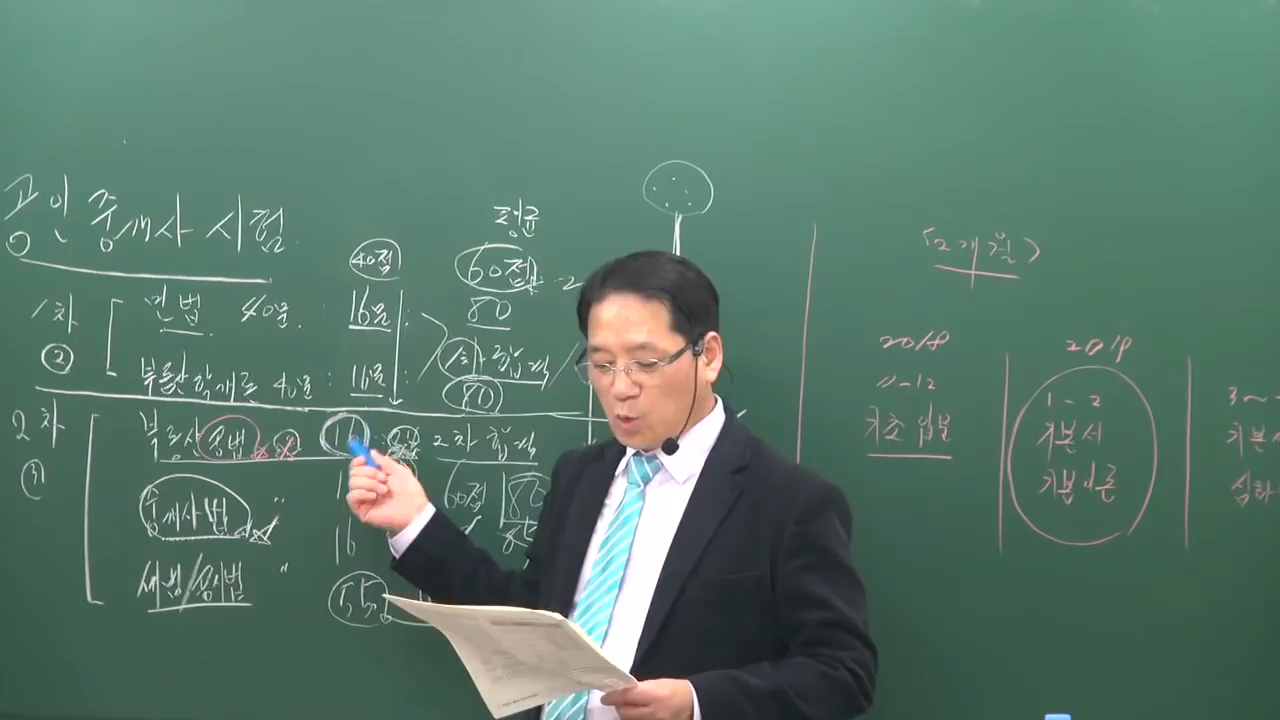 공인중개사 시험
40점
평균
60점
1차
민법 40문 : 16문
80
②
부동산학개론 40문 : 16문
1차 합격
80
2차
부동산 공법
2차 합격
③
중개사법 〃
60점 80
16
세법/공시법 〃
55
「2개월」
2018
11-12
기초입문
2019
1-2
기본서
기본이론
3~
기본
심화